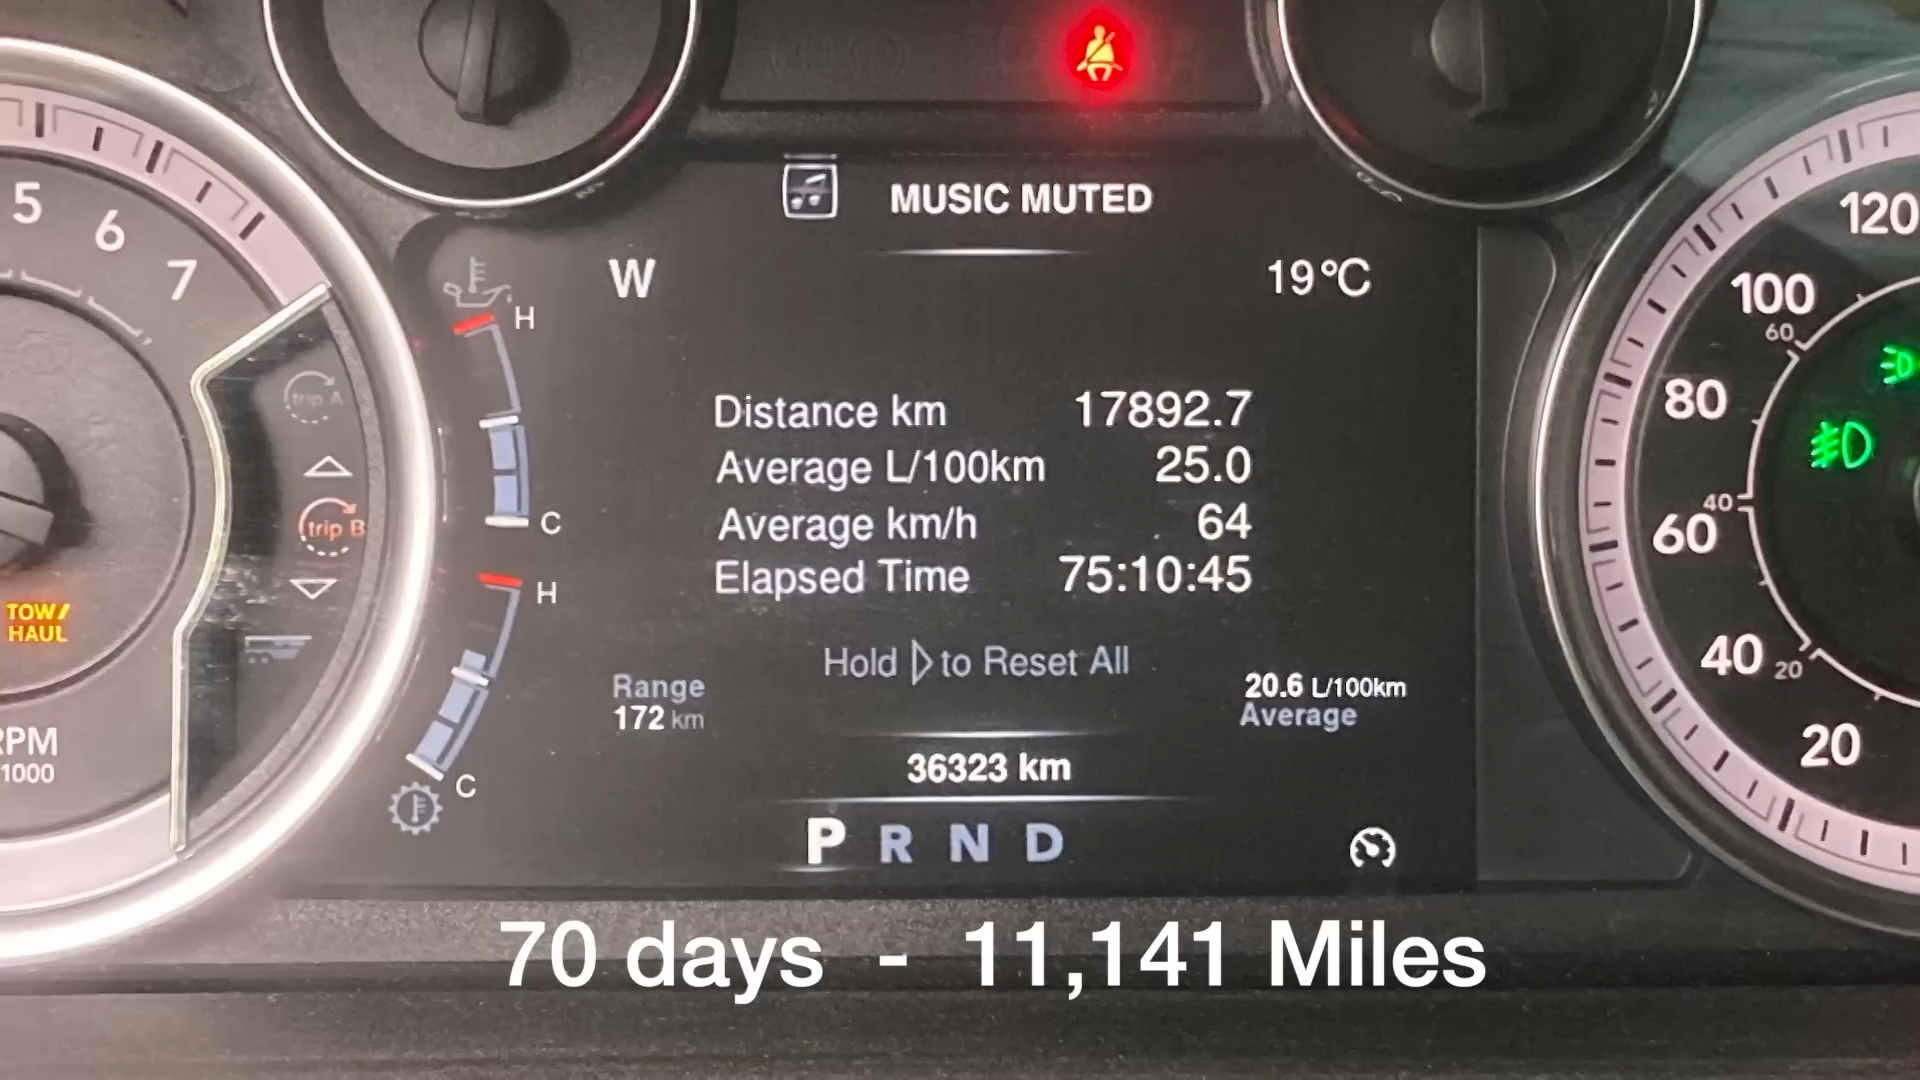 MUSIC MUTED
W
19°C
H
C
H
C
Distance km 17892.7
Average L/100km 25.0
Average km/h 64
Elapsed Time 75:10:45
Hold ▷ to Reset All
Range
172 km
20.6 L/100km
Average
36323 km
P R N D
5
6
7
trip A
trip B
TOW/
HAUL
RPM
1000
120
100
80
60
40
20
60
40
20
70 days - 11,141 Miles